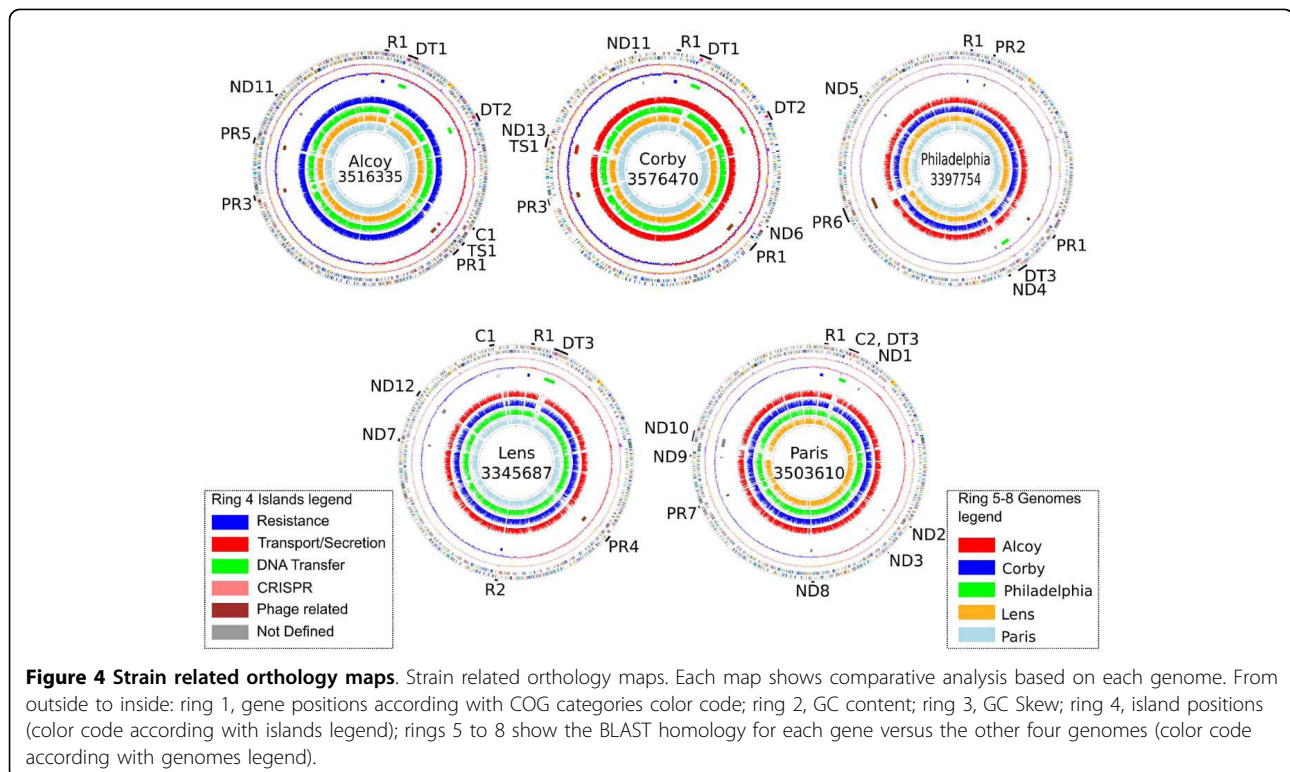 R1
DT1
ND11
DT2
PR5
Alcoy
3516335
PR3
C1
TS1
PR1
ND11
R1
DT1
DT2
ND13
TS1
Corby
3576470
PR3
ND6
PR1
R1
PR2
ND5
Philadelphia
3397754
PR6
PR1
DT3
ND4
C1
R1
DT3
ND12
ND7
Lens
3345687
PR4
R2
R1
C2, DT3
ND1
ND10
ND9
Paris
3503610
PR7
ND2
ND3
ND8
Ring 4 Islands legend
Resistance
Transport/Secretion
DNA Transfer
CRISPR
Phage related
Not Defined
Ring 5-8 Genomes
legend
Alcoy
Corby
Philadelphia
Lens
Paris
Figure 4 Strain related orthology maps. Strain related orthology maps. Each map shows comparative analysis based on each genome. From
outside to inside: ring 1, gene positions according with COG categories color code; ring 2, GC content; ring 3, GC Skew; ring 4, island positions
(color code according with islands legend); rings 5 to 8 show the BLAST homology for each gene versus the other four genomes (color code
according with genomes legend).